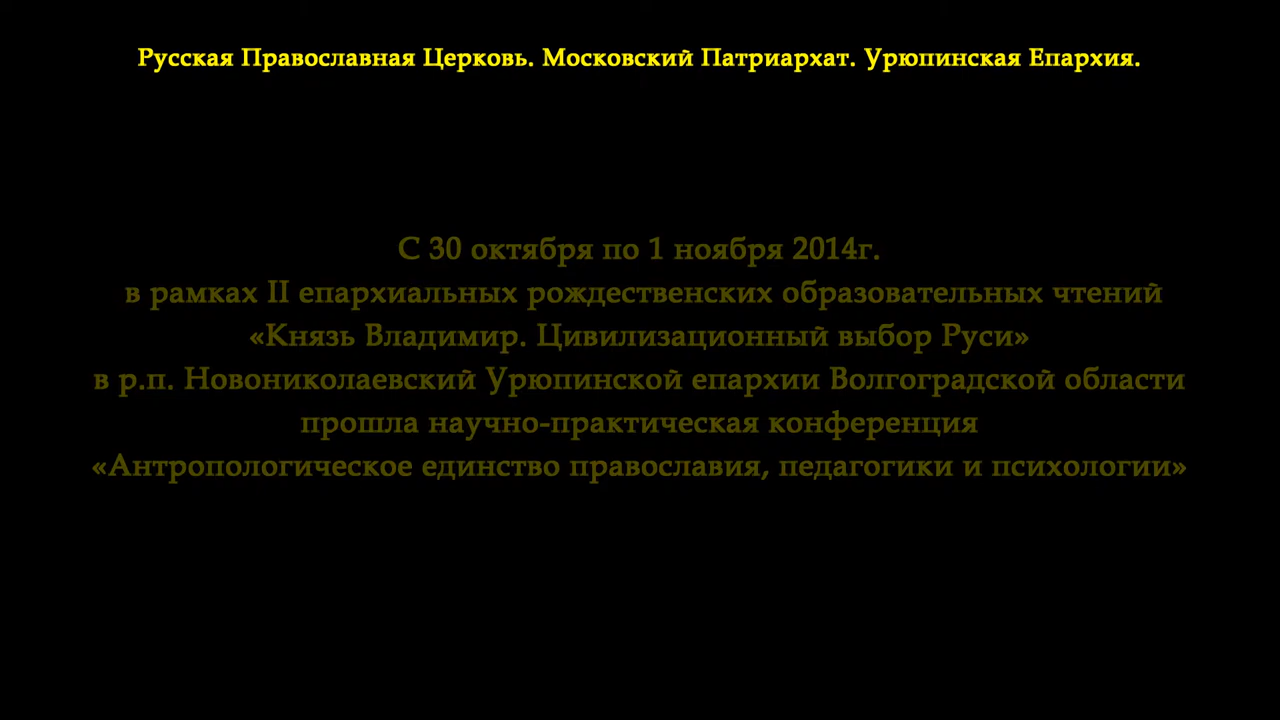 Русская Православная Церковь. Московский Патриархат. Урюпинская Епархия.
С 30 октября по 1 ноября 2014г.
в рамках II епархиальных рождественских образовательных чтений
«Князь Владимир. Цивилизационный выбор Руси»
в р.п. Новониколаевский Урюпинской епархии Волгоградской области
прошла научно-практическая конференция
«Антропологическое единство православия, педагогики и психологии»